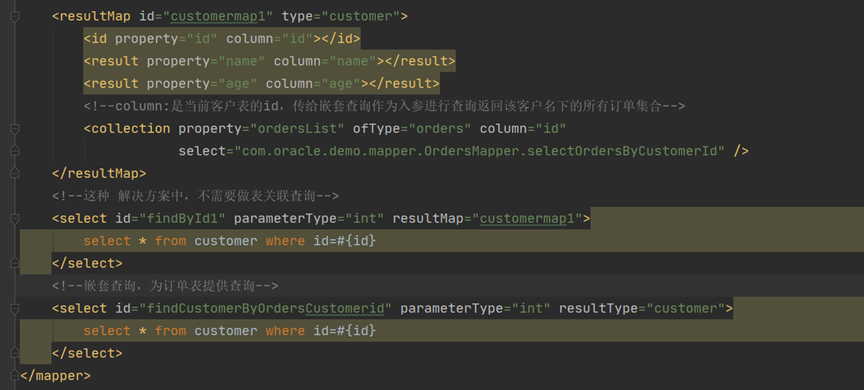 <resultMap id="customermap1" type="customer">
<id property="id" column="id"></id>
<result property="name" column="name"></result>
<result property="age" column="age"></result>
<!--column:是当前客户表的id，传给嵌套查询作为入参进行查询返回该客户名下的所有订单集合-->
<collection property="ordersList" ofType="orders" column="id"
select="com.oracle.demo.mapper.OrdersMapper.selectOrdersByCustomerId" />
</resultMap>
<!--这种 解决方案中，不需要做表关联查询-->
<select id="findById1" parameterType="int" resultMap="customermap1">
select * from customer where id=#{id}
</select>
<!--嵌套查询，为订单表提供查询-->
<select id="findCustomerByOrdersCustomerid" parameterType="int" resultType="customer">
select * from customer where id=#{id}
</select>
</mapper>